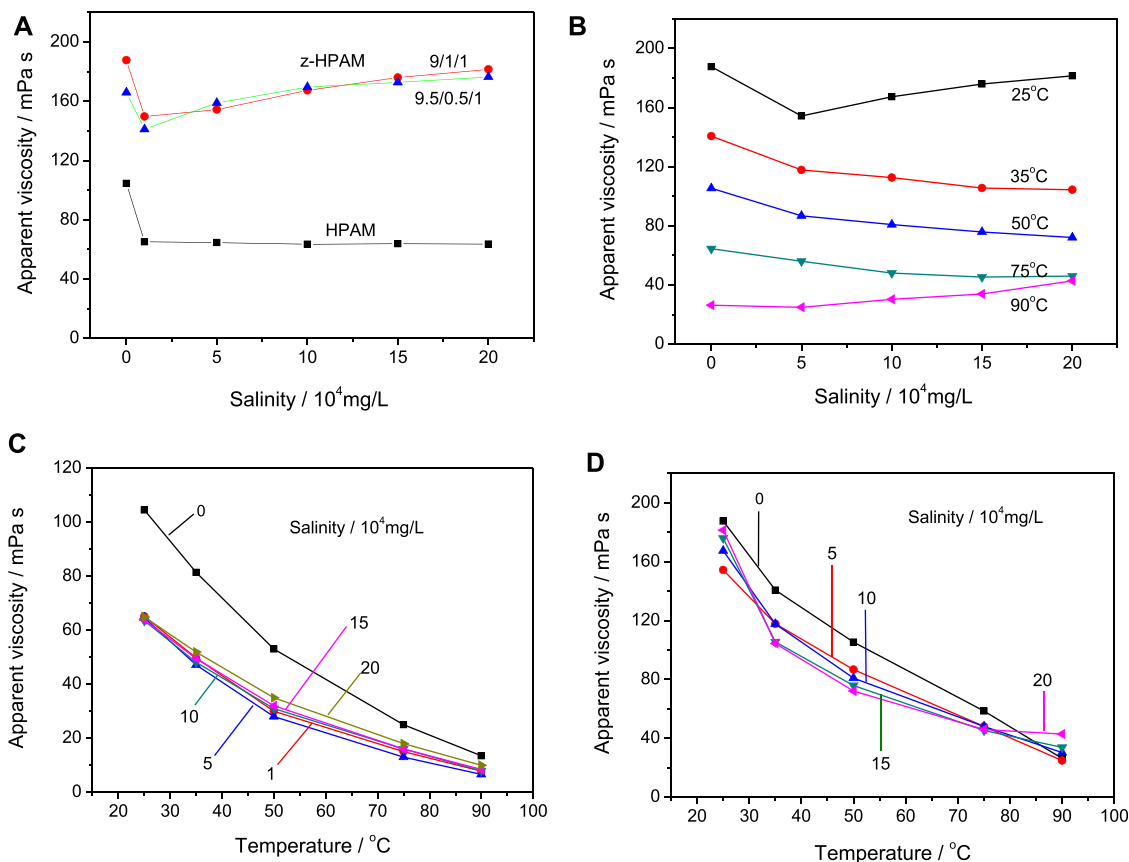 A
200
160
120
80
40
0
Apparent viscosity / mPa s
z-HPAM
9/1/1
9.5/0.5/1
HPAM
0 5 10 15 20
Salinity / 10⁴mg/L
B
200
160
120
80
40
0
Apparent viscosity / mPa s
25°C
35°C
50°C
75°C
90°C
0 5 10 15 20
Salinity / 10⁴mg/L
C
120
100
80
60
40
20
0
Apparent viscosity / mPa s
0
Salinity / 10⁴mg/L
15
20
10
5
1
20 30 40 50 60 70 80 90 100
Temperature / °C
D
200
160
120
80
40
0
Apparent viscosity / mPa s
0
Salinity / 10⁴mg/L
5
10
20
15
20 30 40 50 60 70 80 90 100
Temperature / °C